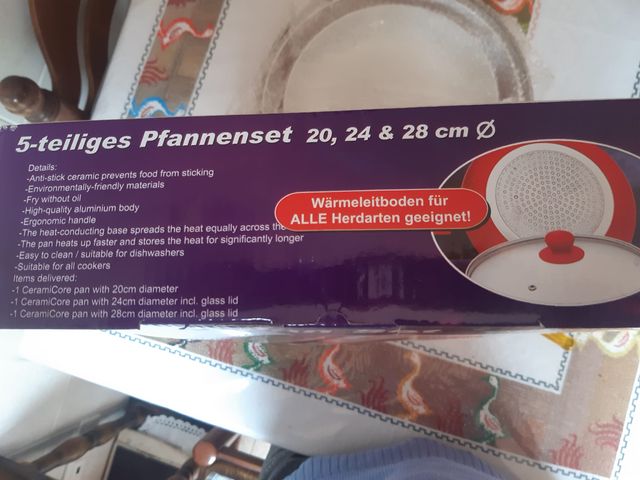 5-teiliges Pfannenset 20, 24 & 28 cm Ø
Details:
-Anti-stick ceramic prevents food from sticking
-Environmentally-friendly materials
-Fry without oil
-High-quality aluminium body
-Ergonomic handle
-The heat-conducting base spreads the heat equally across the
-The pan heats up faster and stores the heat for significantly longer
-Easy to clean / suitable for dishwashers
-Suitable for all cookers
Items delivered:
-1 CeramiCore pan with 20cm diameter
-1 CeramiCore pan with 24cm diameter incl. glass lid
-1 CeramiCore pan with 28cm diameter incl. glass lid
Wärmeleitboden für
ALLE Herdarten geeignet!